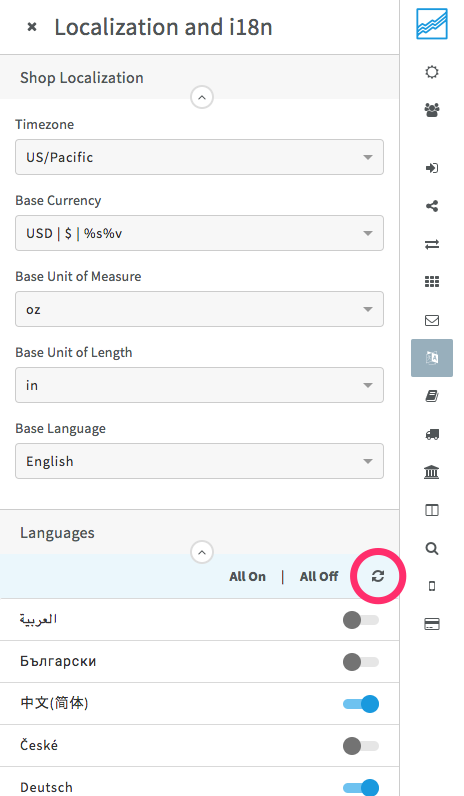 Localization and i18n
Shop Localization
Timezone
US/Pacific
Base Currency
USD | $ | %s%v
Base Unit of Measure
oz
Base Unit of Length
in
Base Language
English
Languages
All On | All Off
العربية
Български
中文(简体)
České
Deutsch